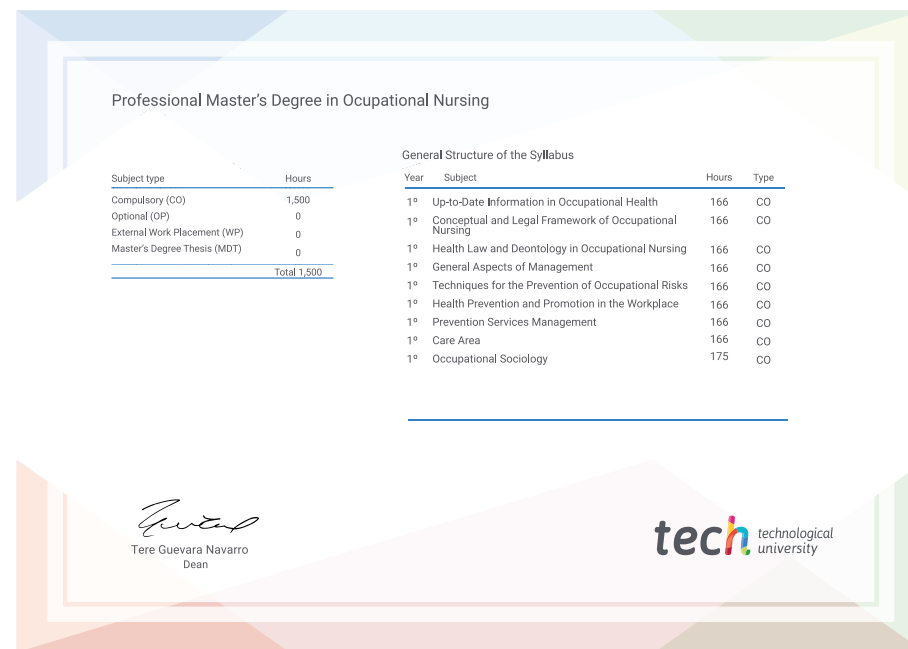 Professional Master's Degree in Ocupational Nursing
Subject type Hours
Compulsory (CO) 1,500
Optional (OP) 0
External Work Placement (WP) 0
Master's Degree Thesis (MDT) 0
Total 1,500
General Structure of the Syllabus
Year Subject Hours Type
1º Up-to-Date Information in Occupational Health 166 CO
1º Conceptual and Legal Framework of Occupational 166 CO
Nursing
1º Health Law and Deontology in Occupational Nursing 166 CO
1º General Aspects of Management 166 CO
1º Techniques for the Prevention of Occupational Risks 166 CO
1º Health Prevention and Promotion in the Workplace 166 CO
1º Prevention Services Management 166 CO
1º Care Area 166 CO
1º Occupational Sociology 175 CO
Tere Guevara Navarro
Dean
tech technological
university